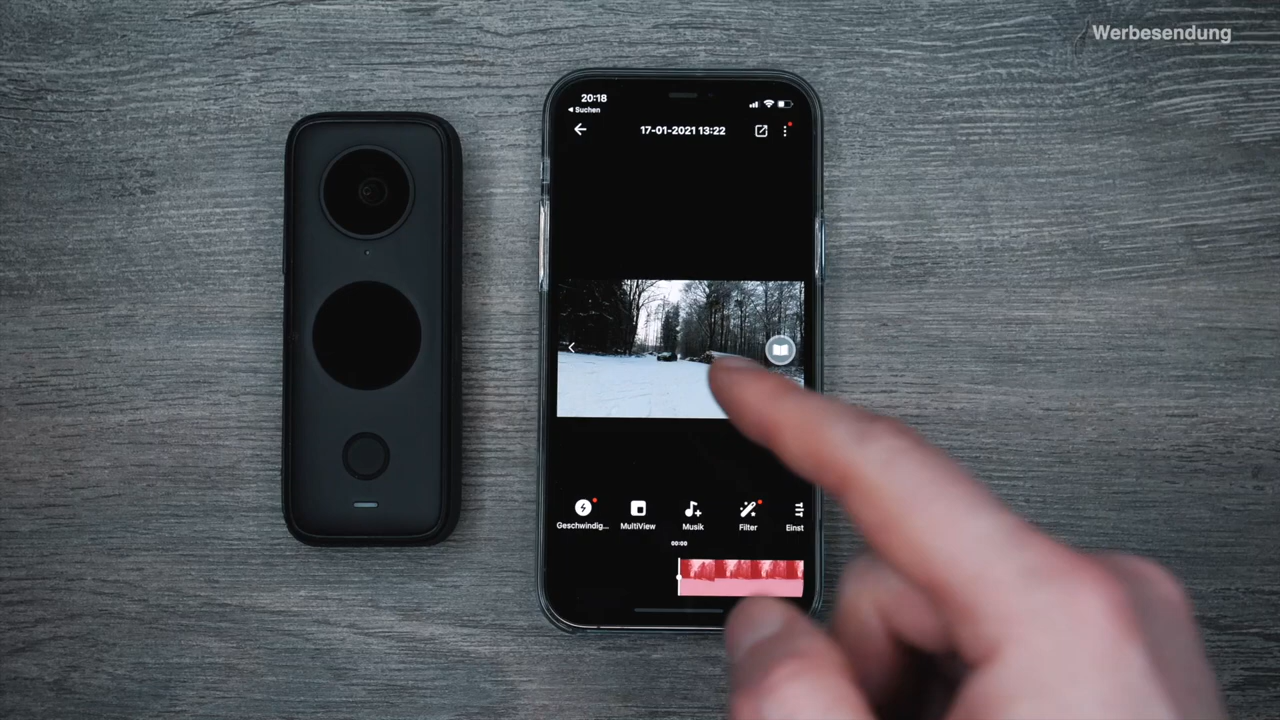 Werbesendung
20:18
Suchen
17-01-2021 13:22
Geschwindig...
MultiView
Musik
Filter
Einst
00:00